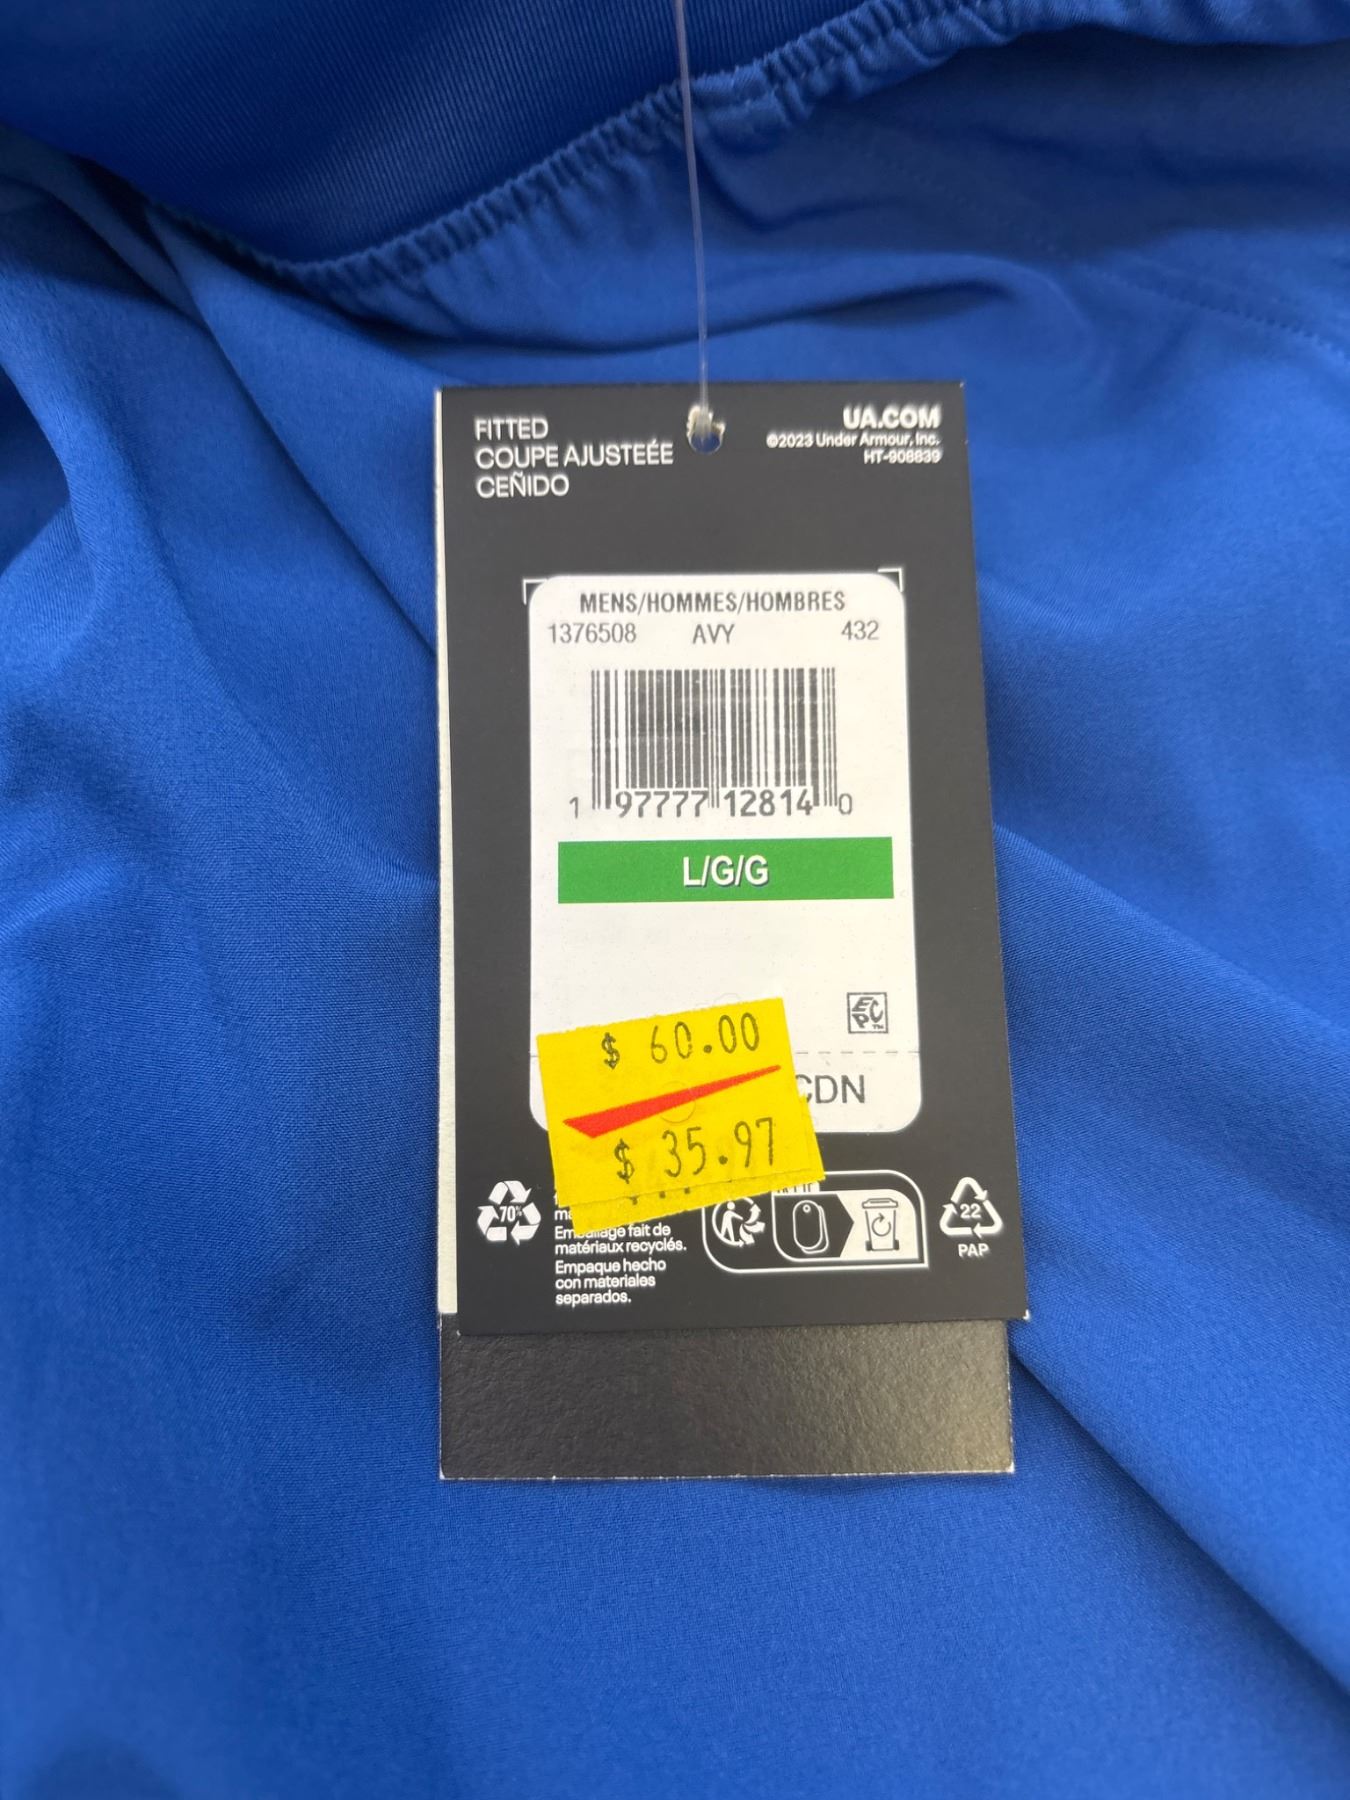 FITTED
COUPE AJUSTEÉE
CEÑIDO
UA.COM
©2023 Under Armour, Inc.
HT-908839
MENS/HOMMES/HOMBRES
1376508 AVY 432
1 97777 12814 0
L/G/G
EC
PC™
$ 60.00
CDN
$ 35.97
70%
Emballage fait de
matériaux recyclés.
Empaque hecho
con materiales
separados.
22
PAP